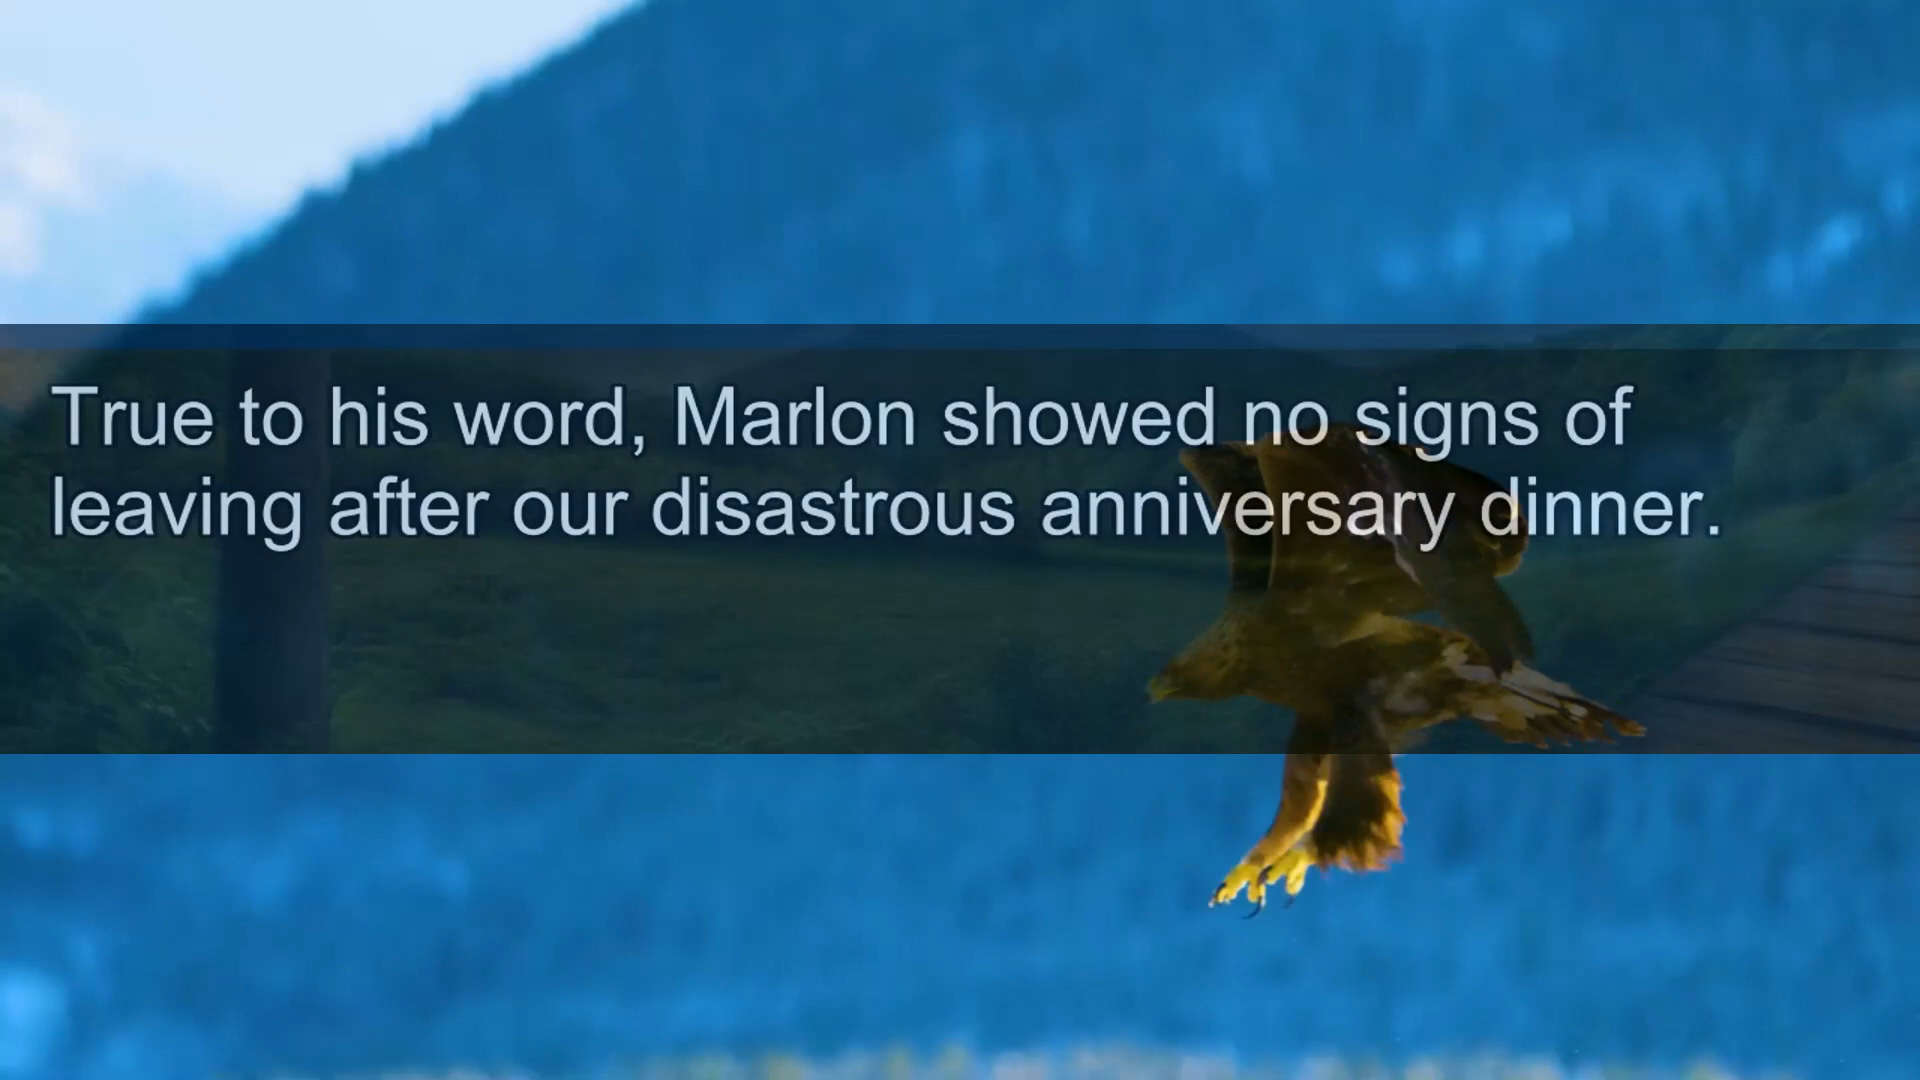 True to his word, Marlon showed no signs of
leaving after our disastrous anniversary dinner.